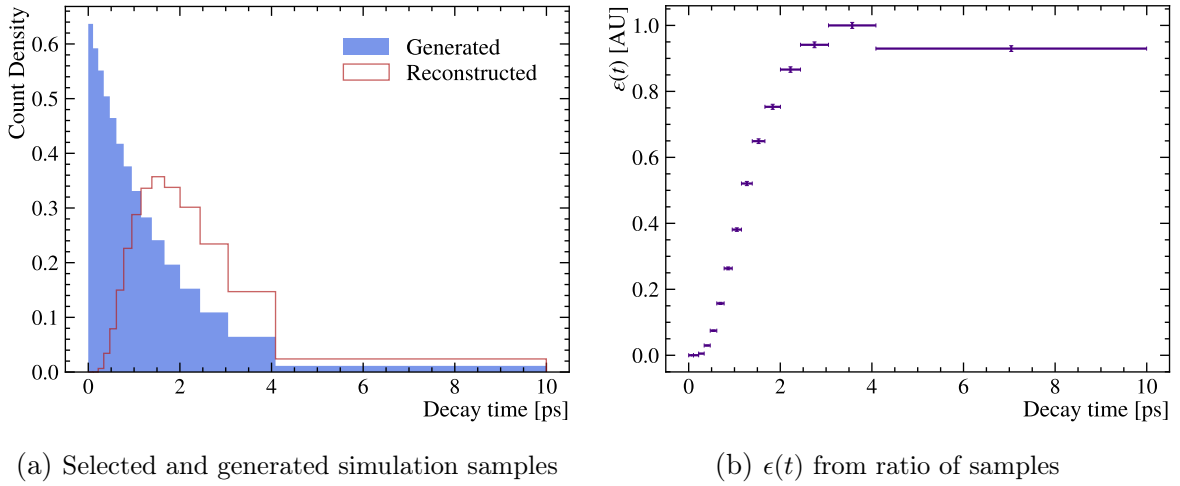 Count Density
0.6
0.5
0.4
0.3
0.2
0.1
0.0
Generated
Reconstructed
0 2 4 6 8 10
Decay time [ps]
ε(t) [AU]
1.0
0.8
0.6
0.4
0.2
0.0
0 2 4 6 8 10
Decay time [ps]
(a) Selected and generated simulation samples
(b) ϵ(t) from ratio of samples